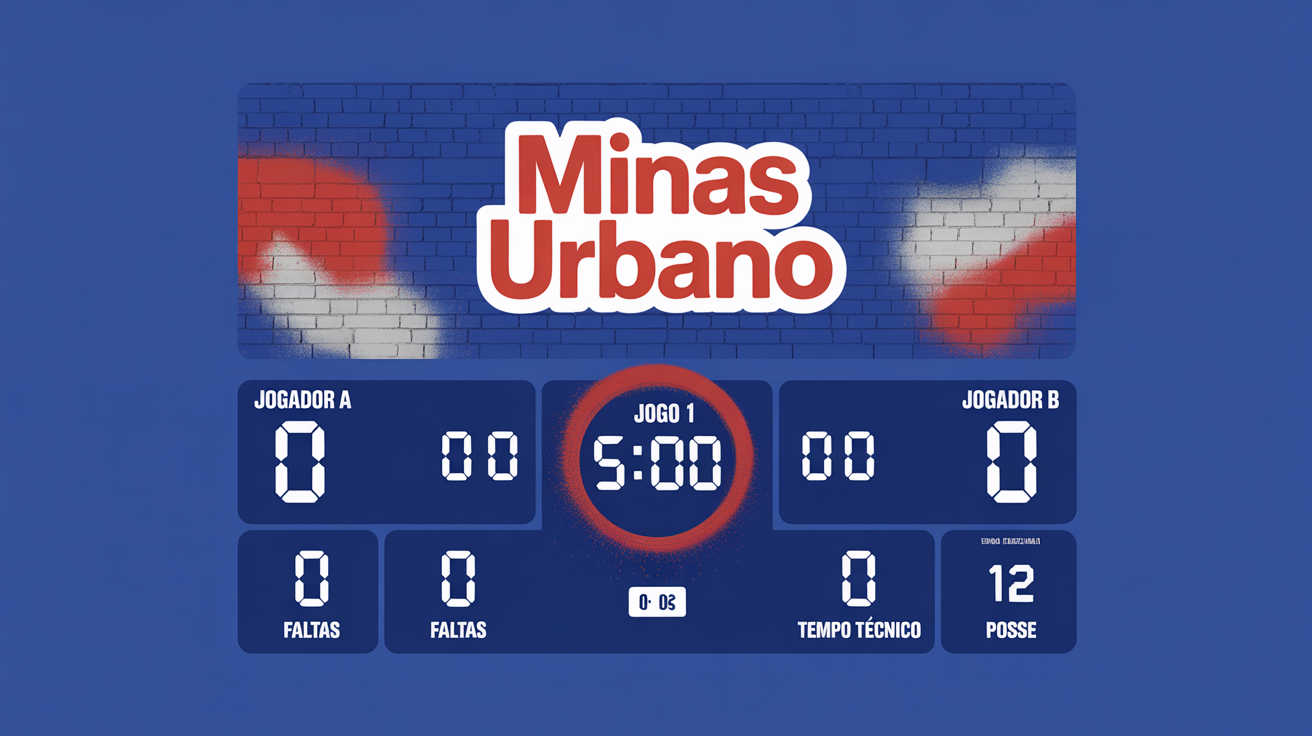 Minas
Urbano
JOGADOR A
0
00
JOGO 1
5:00
00
JOGADOR B
0
0
FALTAS
0
FALTAS
0
TEMPO TÉCNICO
12
POSSE